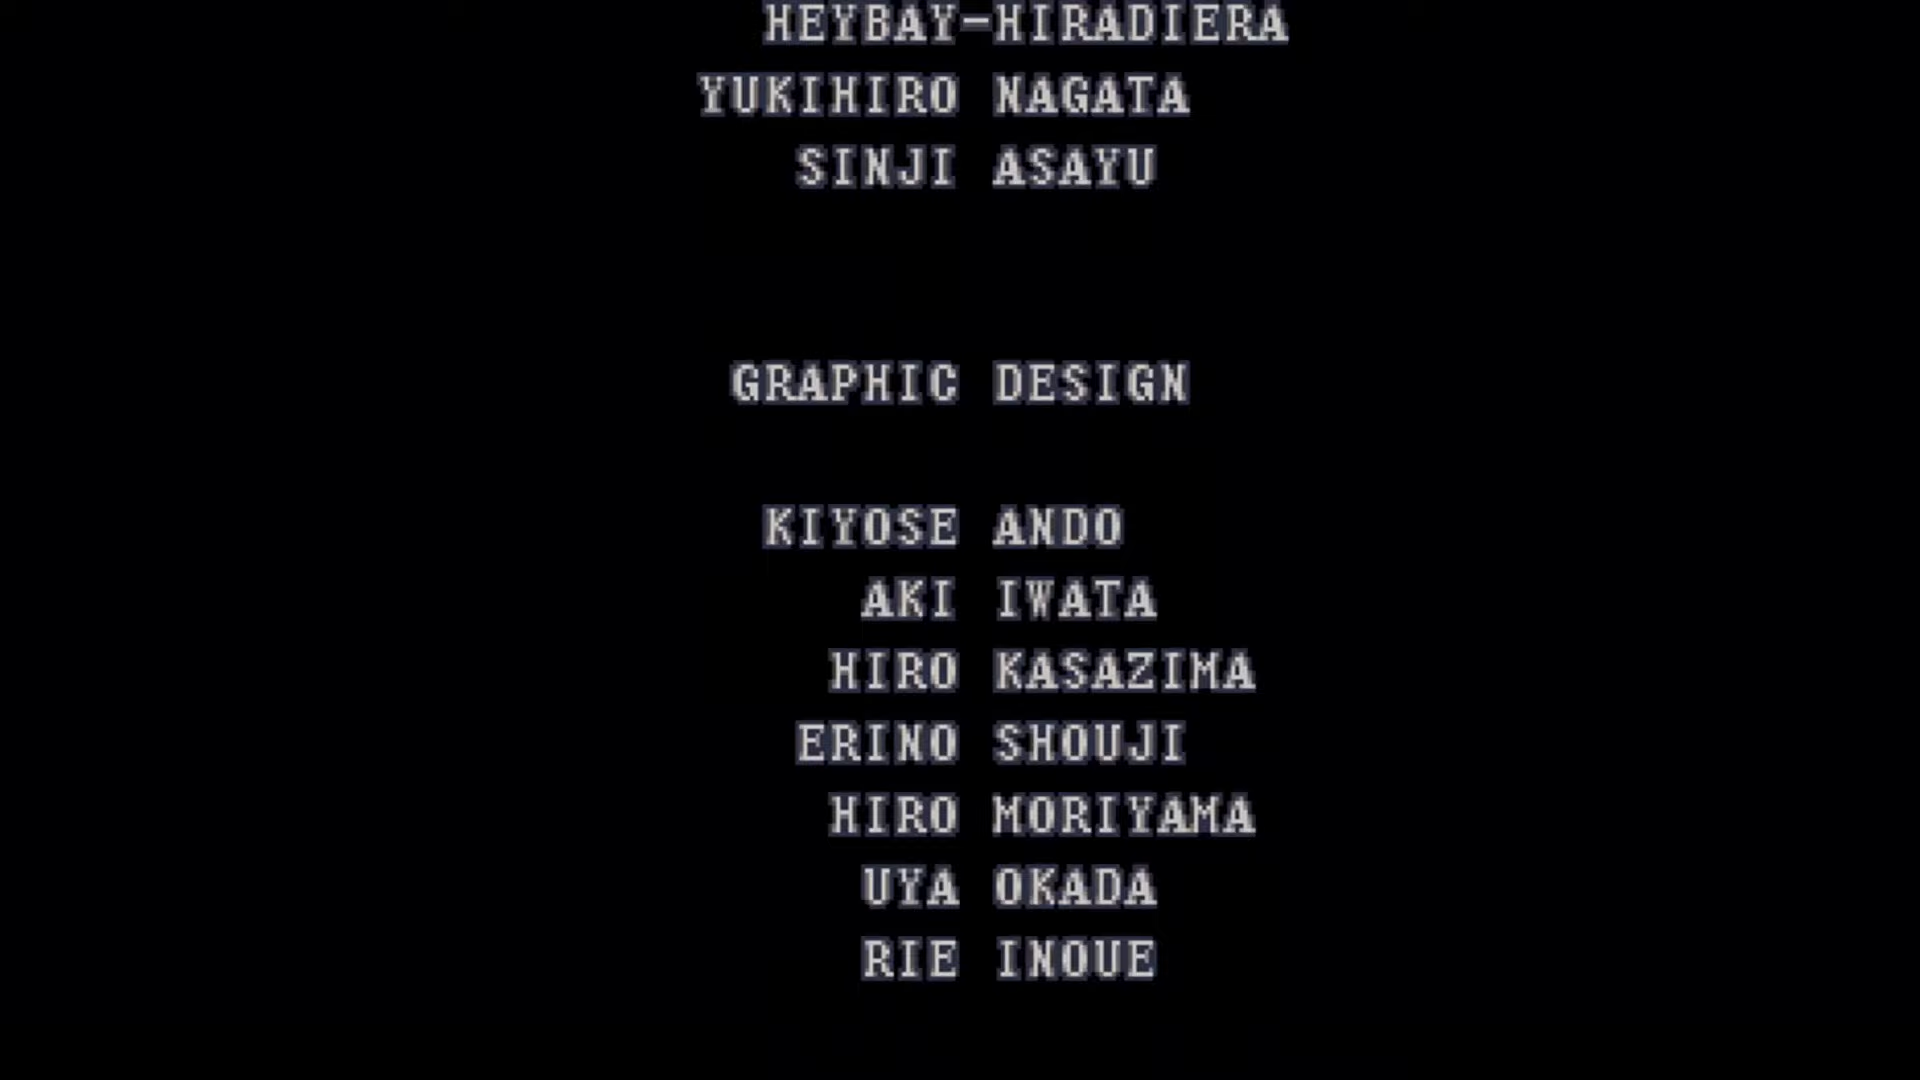 HEYBAY-HIRADIERA
YUKIHIRO NAGATA
SINJI ASAYU
GRAPHIC DESIGN
KIYOSE ANDO
AKI IWATA
HIRO KASAZIMA
ERINO SHOUJI
HIRO MORIYAMA
UYA OKADA
RIE INOUE